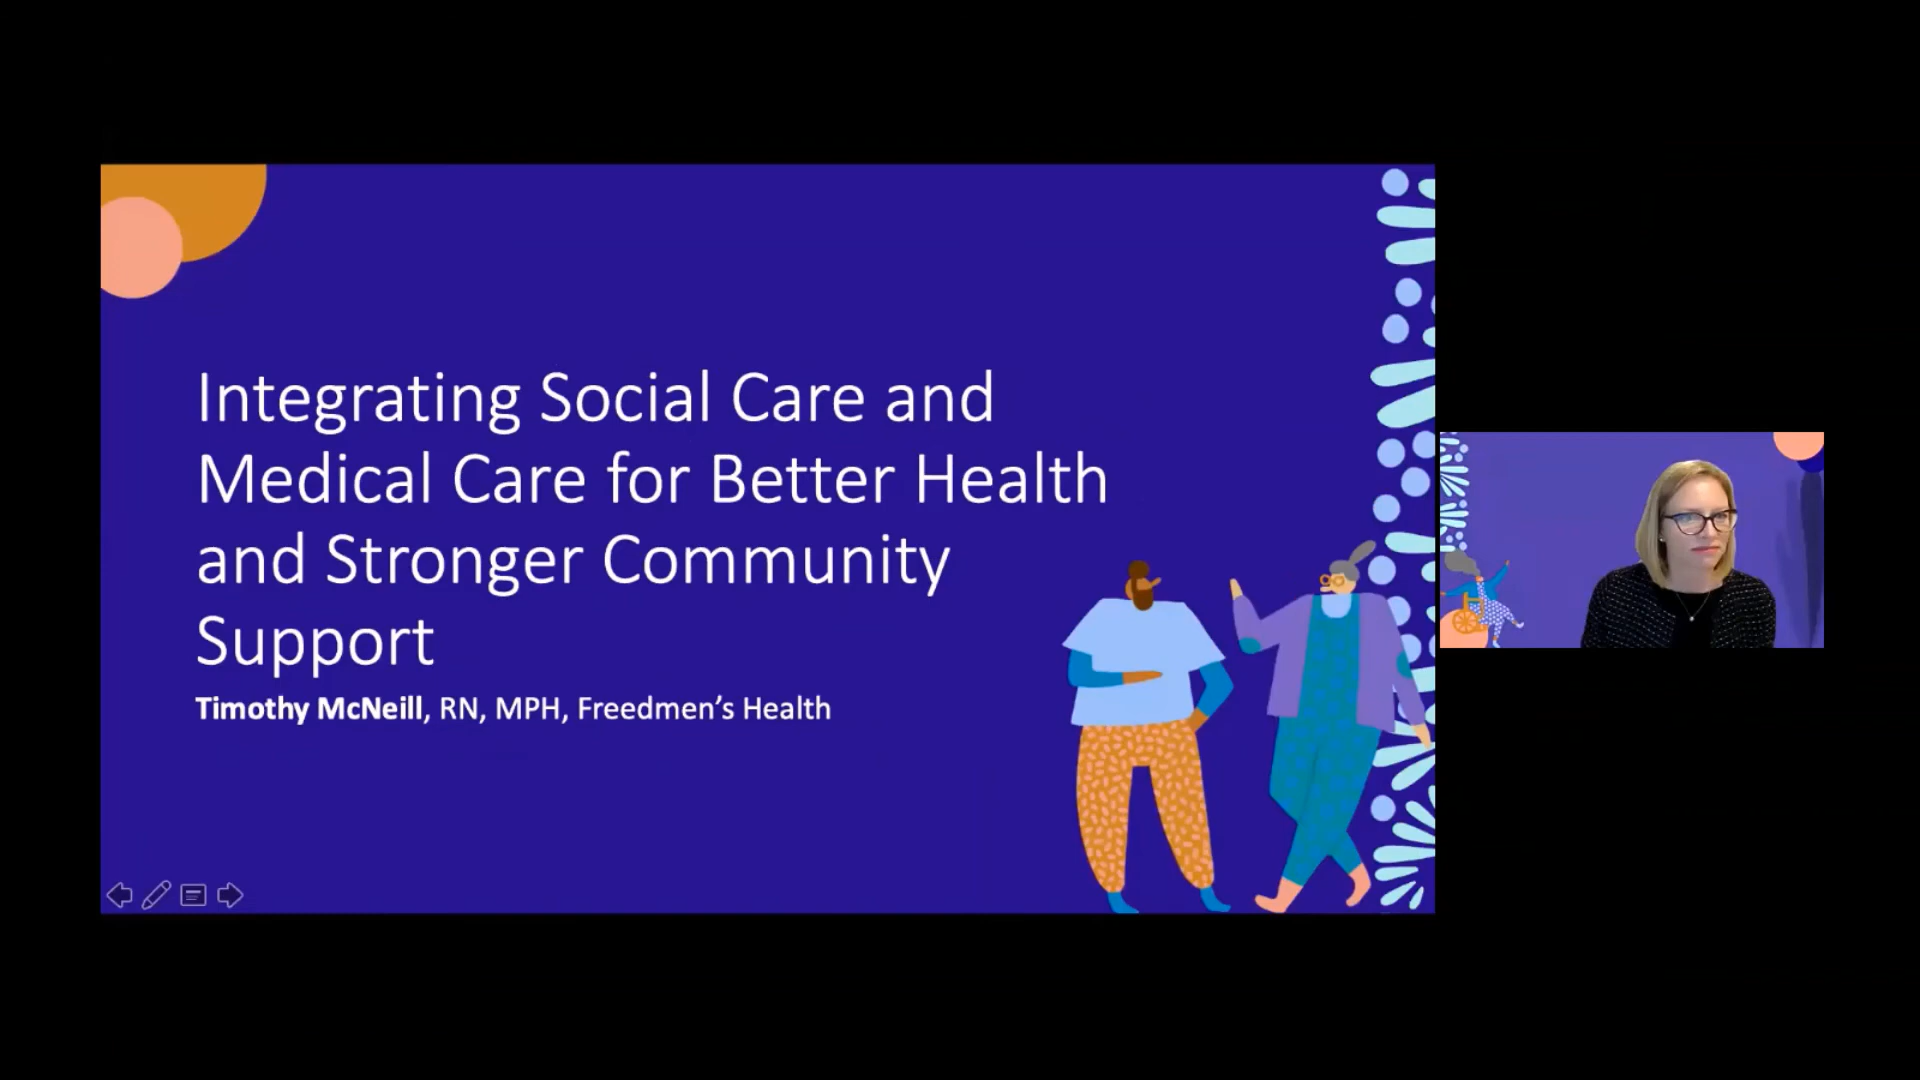 Integrating Social Care and
Medical Care for Better Health
and Stronger Community
Support
Timothy McNeill, RN, MPH, Freedmen’s Health